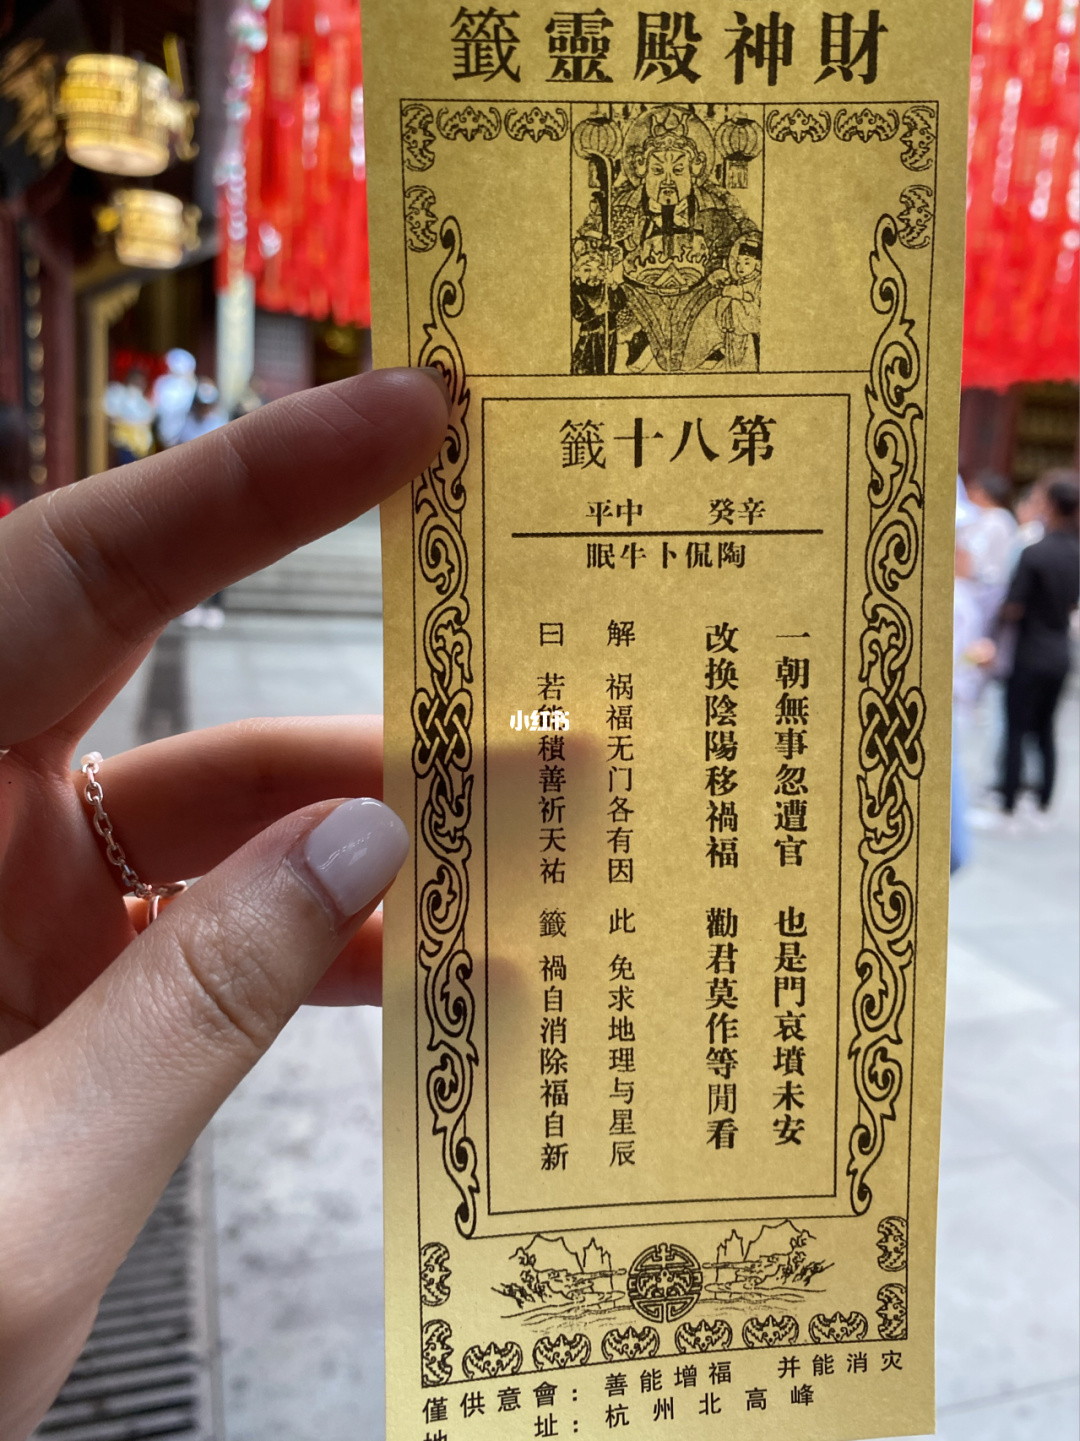 財神殿靈籤
第八十籤
辛癸 中平
陶侃卜牛眠
一朝無事忽遭官 也是門哀墳未安
改换陰陽移禍福 勸君莫作等閒看
解 祸福无门各有因 此 免求地理与星辰
曰 若能積善祈天祐 籤 禍自消除福自新
小红书
僅供意會：善能增福 并能消灾
地 址：杭州北高峰